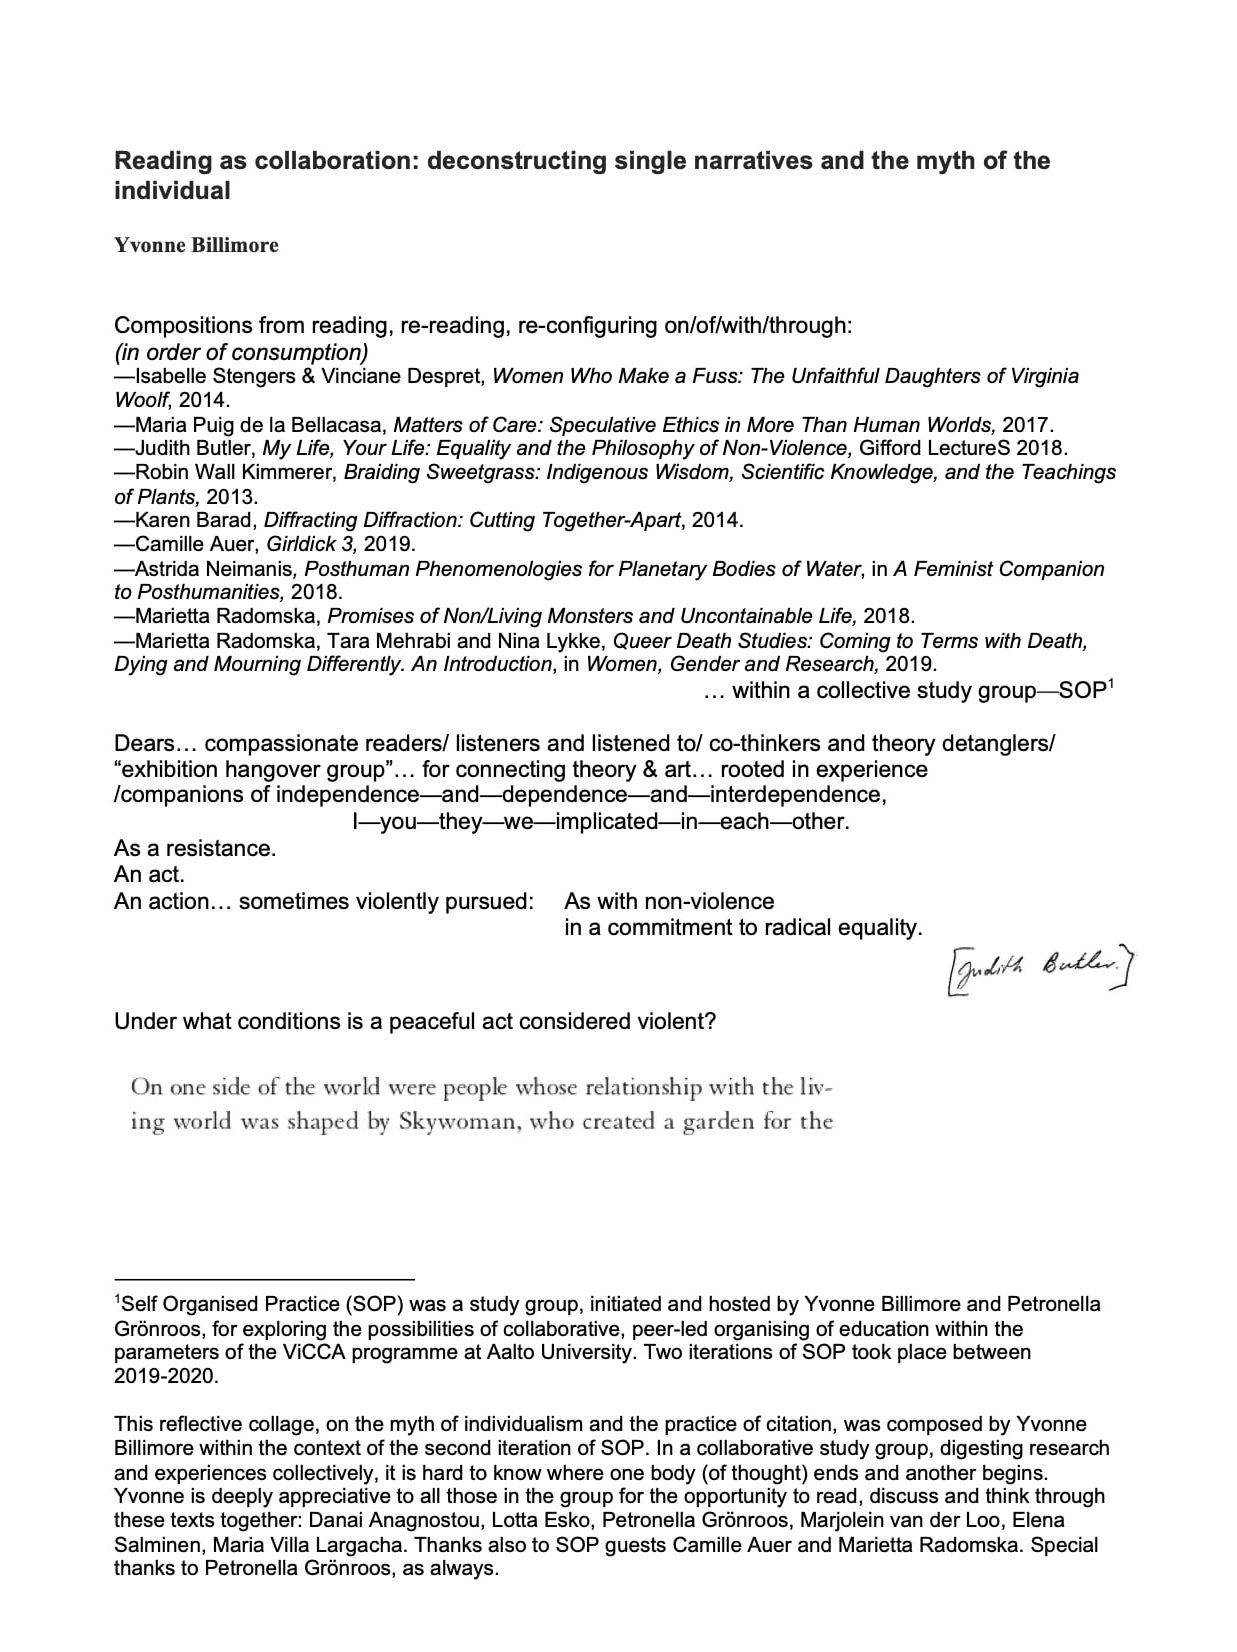 Reading as collaboration: deconstructing single narratives and the myth of the
individual
Yvonne Billimore
Compositions from reading, re-reading, re-configuring on/of/with/through:
(in order of consumption)
—Isabelle Stengers & Vinciane Despret, Women Who Make a Fuss: The Unfaithful Daughters of Virginia
Woolf, 2014.
—Maria Puig de la Bellacasa, Matters of Care: Speculative Ethics in More Than Human Worlds, 2017.
—Judith Butler, My Life, Your Life: Equality and the Philosophy of Non-Violence, Gifford LectureS 2018.
—Robin Wall Kimmerer, Braiding Sweetgrass: Indigenous Wisdom, Scientific Knowledge, and the Teachings
of Plants, 2013.
—Karen Barad, Diffracting Diffraction: Cutting Together-Apart, 2014.
—Camille Auer, Girldick 3, 2019.
—Astrida Neimanis, Posthuman Phenomenologies for Planetary Bodies of Water, in A Feminist Companion
to Posthumanities, 2018.
—Marietta Radomska, Promises of Non/Living Monsters and Uncontainable Life, 2018.
—Marietta Radomska, Tara Mehrabi and Nina Lykke, Queer Death Studies: Coming to Terms with Death,
Dying and Mourning Differently. An Introduction, in Women, Gender and Research, 2019.
… within a collective study group—SOP¹
Dears… compassionate readers/ listeners and listened to/ co-thinkers and theory detanglers/
“exhibition hangover group”… for connecting theory & art… rooted in experience
/companions of independence—and—dependence—and—interdependence,
I—you—they—we—implicated—in—each—other.
As a resistance.
An act.
An action… sometimes violently pursued: As with non-violence
in a commitment to radical equality.
[Judith Butler.]
Under what conditions is a peaceful act considered violent?
On one side of the world were people whose relationship with the liv-
ing world was shaped by Skywoman, who created a garden for the
¹Self Organised Practice (SOP) was a study group, initiated and hosted by Yvonne Billimore and Petronella
Grönroos, for exploring the possibilities of collaborative, peer-led organising of education within the
parameters of the ViCCA programme at Aalto University. Two iterations of SOP took place between
2019-2020.
This reflective collage, on the myth of individualism and the practice of citation, was composed by Yvonne
Billimore within the context of the second iteration of SOP. In a collaborative study group, digesting research
and experiences collectively, it is hard to know where one body (of thought) ends and another begins.
Yvonne is deeply appreciative to all those in the group for the opportunity to read, discuss and think through
these texts together: Danai Anagnostou, Lotta Esko, Petronella Grönroos, Marjolein van der Loo, Elena
Salminen, Maria Villa Largacha. Thanks also to SOP guests Camille Auer and Marietta Radomska. Special
thanks to Petronella Grönroos, as always.